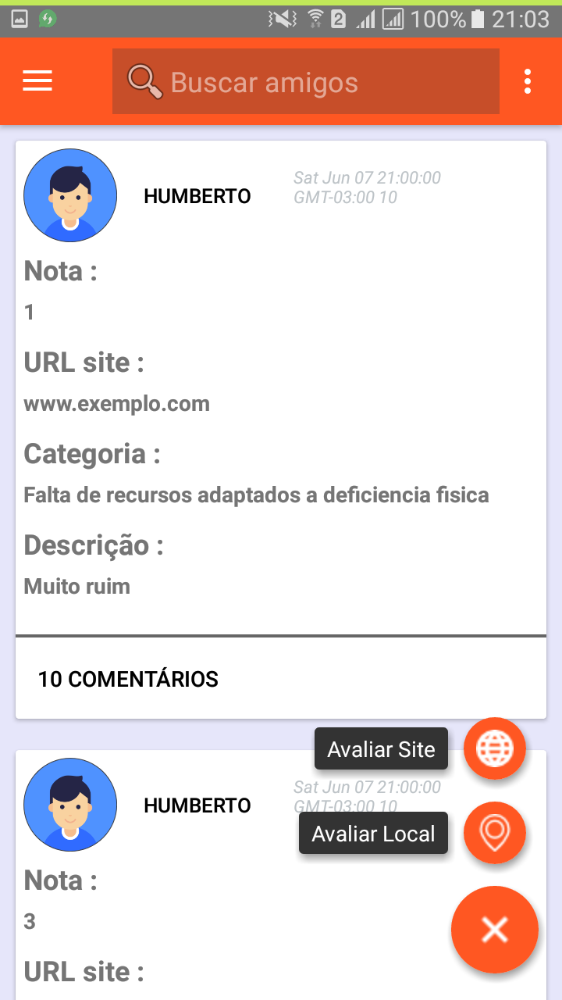 2 100% 21:03
Buscar amigos
HUMBERTO
Sat Jun 07 21:00:00
GMT-03:00 10
Nota :
1
URL site :
www.exemplo.com
Categoria :
Falta de recursos adaptados a deficiencia fisica
Descrição :
Muito ruim
10 COMENTÁRIOS
Avaliar Site
HUMBERTO
Sat Jun 07 21:00:00
GMT-03:00 10
Avaliar Local
Nota :
3
URL site :